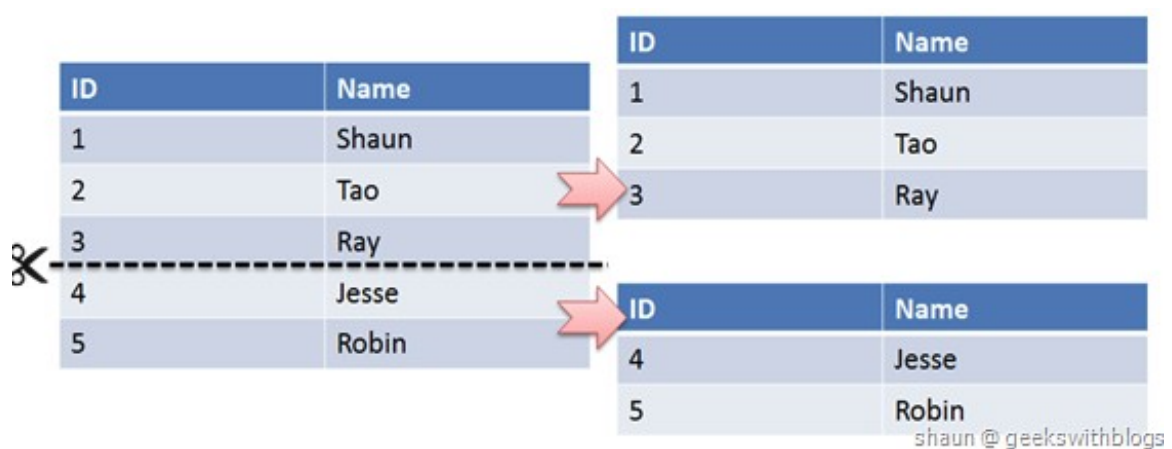 ID Name
1 Shaun
2 Tao
3 Ray
4 Jesse
5 Robin
ID Name
1 Shaun
2 Tao
3 Ray
ID Name
4 Jesse
5 Robin
shaun @ geekswithblogs